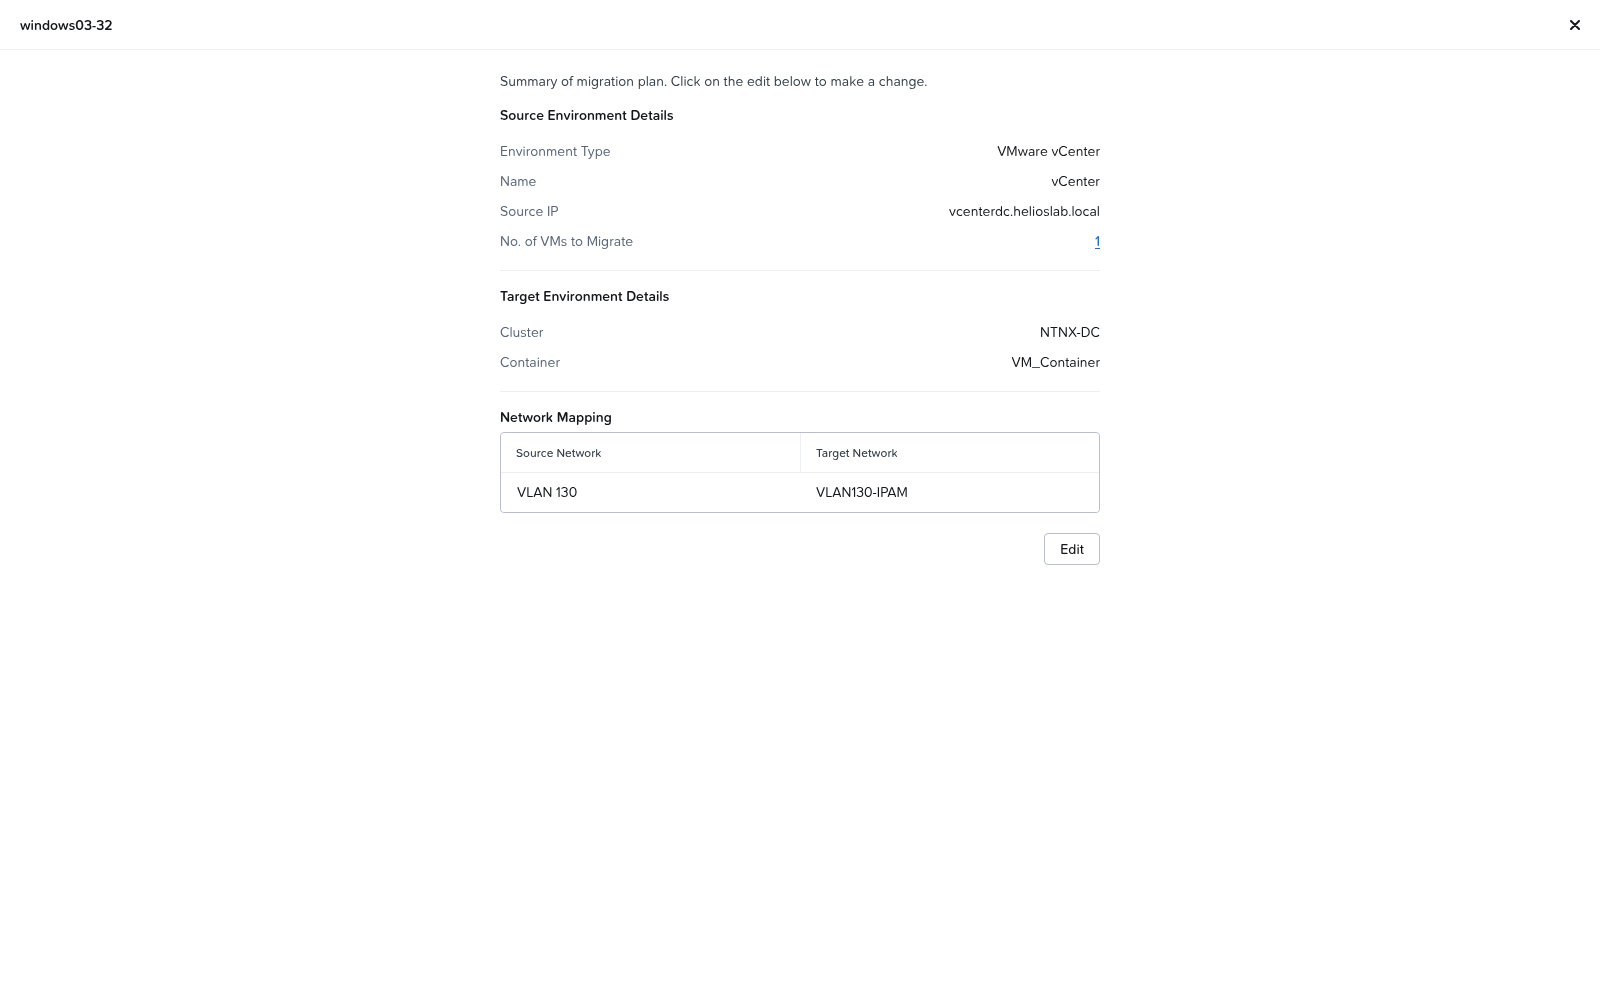 windows03-32
Summary of migration plan. Click on the edit below to make a change.
Source Environment Details
Environment Type VMware vCenter
Name vCenter
Source IP vcenterdc.helioslab.local
No. of VMs to Migrate 1
Target Environment Details
Cluster NTNX-DC
Container VM_Container
Network Mapping
Source Network Target Network
VLAN 130 VLAN130-IPAM
Edit